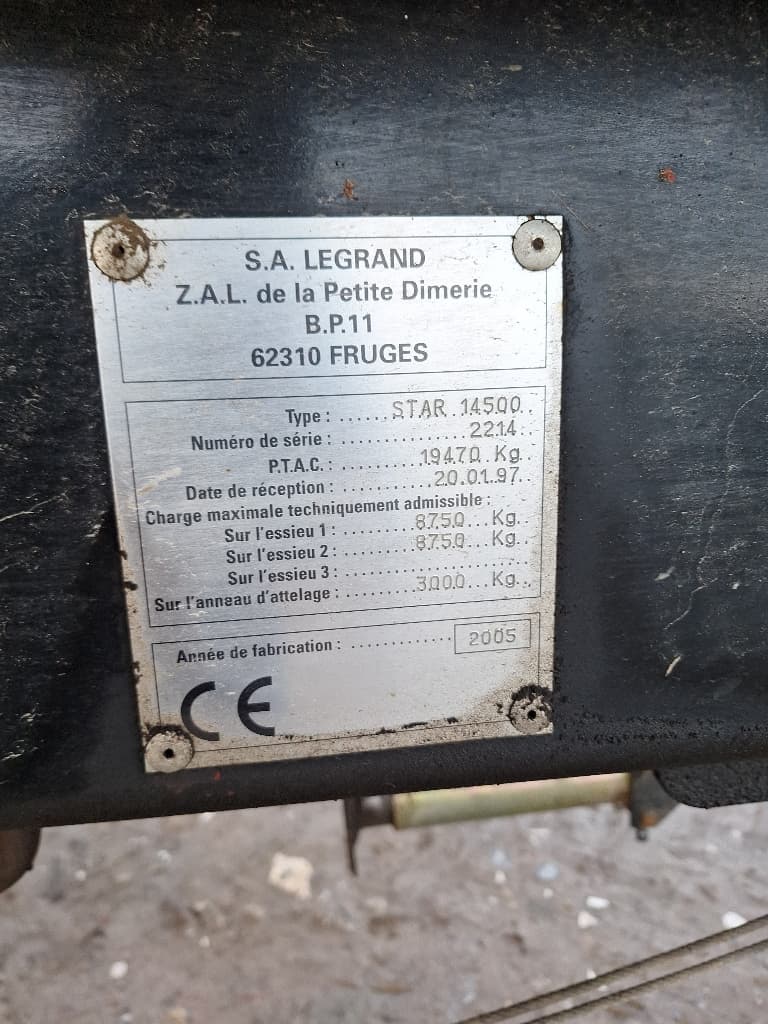 S.A. LEGRAND
Z.A.L. de la Petite Dimerie
B.P.11
62310 FRUGES
Type : ......STAR.14500..
Numéro de série : ...............2214..
P.T.A.C. : ..........19470.Kg.
Date de réception : ..........20.01.97..
Charge maximale techniquement admissible :
Sur l'essieu 1 : ........8750...Kg..
Sur l'essieu 2 : ........8750...Kg..
Sur l'essieu 3 : .....................
Sur l'anneau d'attelage : ........3000...Kg..
Année de fabrication : ............ 2005
CE